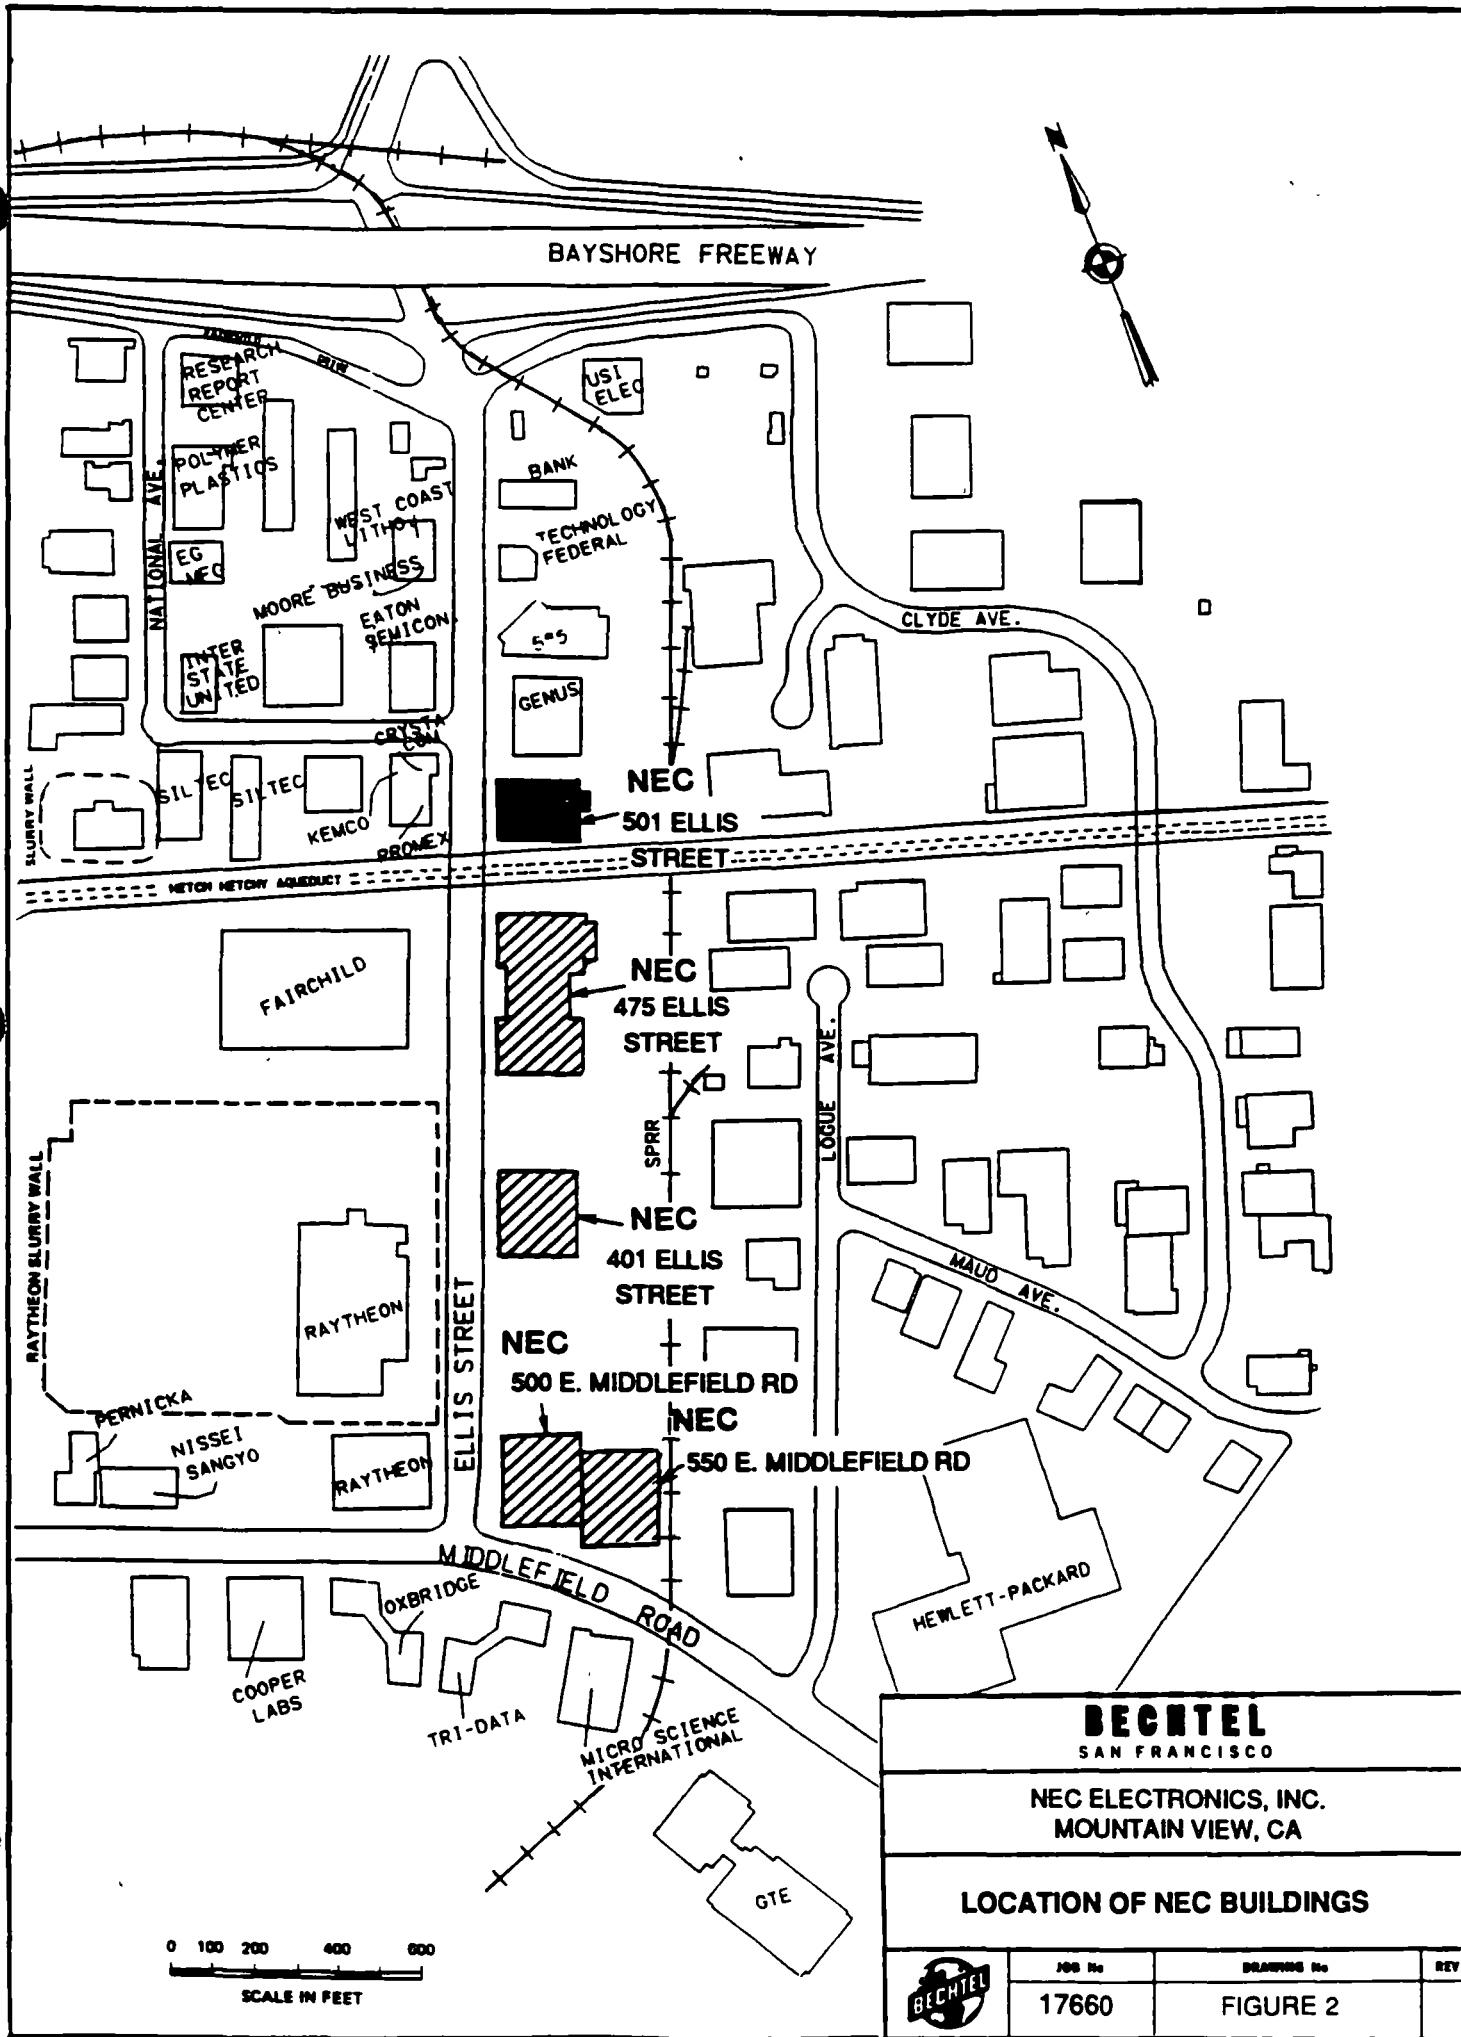 N
BAYSHORE FREEWAY
RESEARCH
REPORT
CENTER
USI
ELEC
POLYMER
PLASTICS
BANK
WEST COAST
LITHO
TECHNOLOGY
FEDERAL
NATIONAL AVE.
EG
MFG
MOORE BUSINESS
EATON
SEMICON.
CLYDE AVE.
INTER
STATE
UNITED
GENUS
CRYSTA
COM
SLURRY WALL
SILTEC
SILTEC
KEMCO
PROMEX
NEC
501 ELLIS
STREET
HETCH HETCHY AQUEDUCT
FAIRCHILD
NEC
475 ELLIS
STREET
LOGUE AVE.
SPRR
RAYTHEON SLURRY WALL
NEC
401 ELLIS
STREET
MAUD AVE.
RAYTHEON
ELLIS STREET
NEC
500 E. MIDDLEFIELD RD
NEC
550 E. MIDDLEFIELD RD
PERNICKA
NISSEI
SANGYO
RAYTHEON
MIDDLEFIELD ROAD
OXBRIDGE
HEWLETT-PACKARD
COOPER
LABS
TRI-DATA
MICRO SCIENCE
INTERNATIONAL
GTE
0 100 200 400 600
SCALE IN FEET
BECHTEL
SAN FRANCISCO
NEC ELECTRONICS, INC.
MOUNTAIN VIEW, CA
LOCATION OF NEC BUILDINGS
BECHTEL
JOB No
DRAWING No
REV
17660
FIGURE 2